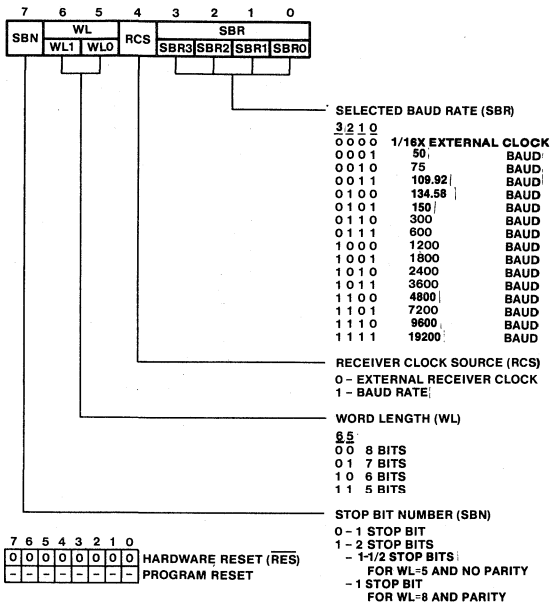 7 6 5 4 3 2 1 0
SBN WL RCS SBR
WL1 WL0 SBR3 SBR2 SBR1 SBR0
SELECTED BAUD RATE (SBR)
3 2 1 0
0 0 0 0 1/16X EXTERNAL CLOCK
0 0 0 1 50 BAUD
0 0 1 0 75 BAUD
0 0 1 1 109.92 BAUD
0 1 0 0 134.58 BAUD
0 1 0 1 150 BAUD
0 1 1 0 300 BAUD
0 1 1 1 600 BAUD
1 0 0 0 1200 BAUD
1 0 0 1 1800 BAUD
1 0 1 0 2400 BAUD
1 0 1 1 3600 BAUD
1 1 0 0 4800 BAUD
1 1 0 1 7200 BAUD
1 1 1 0 9600 BAUD
1 1 1 1 19200 BAUD
RECEIVER CLOCK SOURCE (RCS)
0 – EXTERNAL RECEIVER CLOCK
1 – BAUD RATE
WORD LENGTH (WL)
6 5
0 0 8 BITS
0 1 7 BITS
1 0 6 BITS
1 1 5 BITS
STOP BIT NUMBER (SBN)
0 – 1 STOP BIT
1 – 2 STOP BITS
– 1-1/2 STOP BITS
FOR WL=5 AND NO PARITY
– 1 STOP BIT
FOR WL=8 AND PARITY
7 6 5 4 3 2 1 0
0 0 0 0 0 0 0 0 HARDWARE RESET (RES)
– – – – – – – – PROGRAM RESET